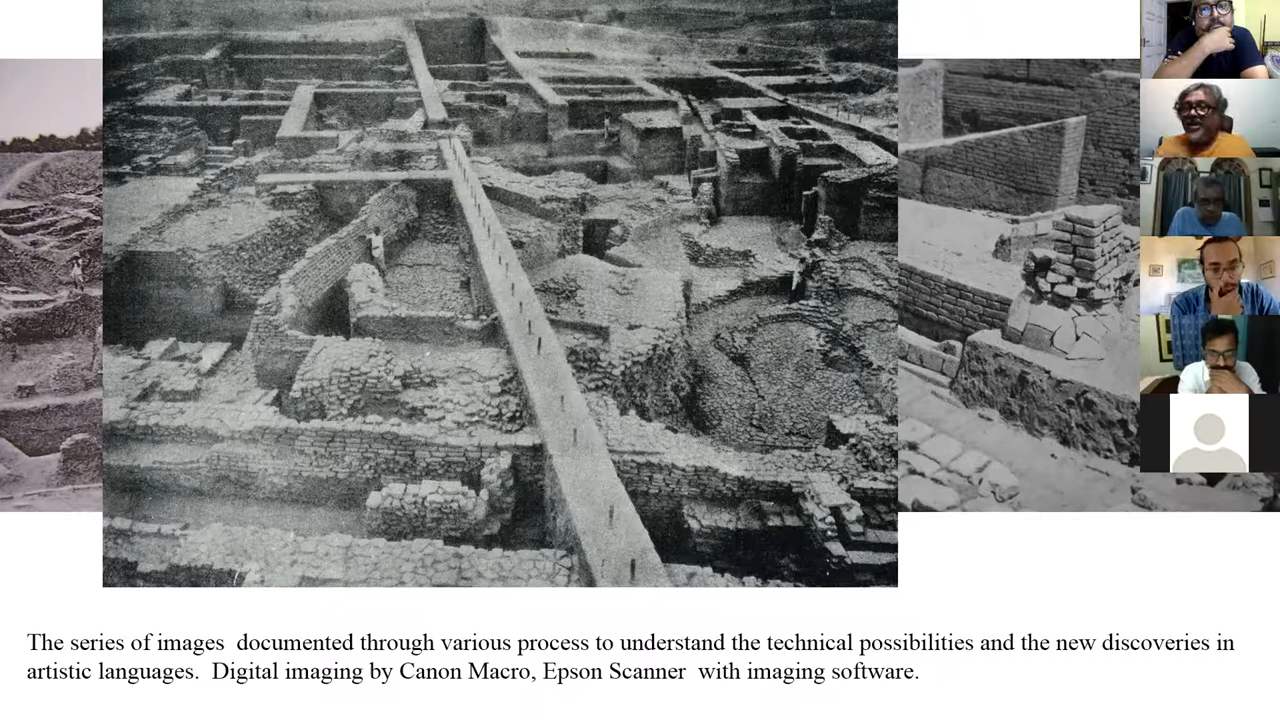 The series of images  documented through various process to understand the technical possibilities and the new discoveries in
artistic languages.  Digital imaging by Canon Macro, Epson Scanner  with imaging software.